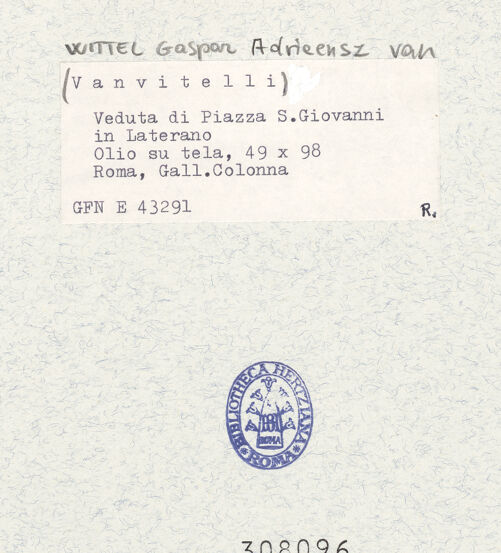 WITTEL Gaspar Adrieensz van
(Vanvitelli)
Veduta di Piazza S.Giovanni
in Laterano
Olio su tela, 49 x 98
Roma, Gall.Colonna
GFN E 43291
R.
BIBLIOTHECA HERTZIANA
ROMA
ROMA
308096